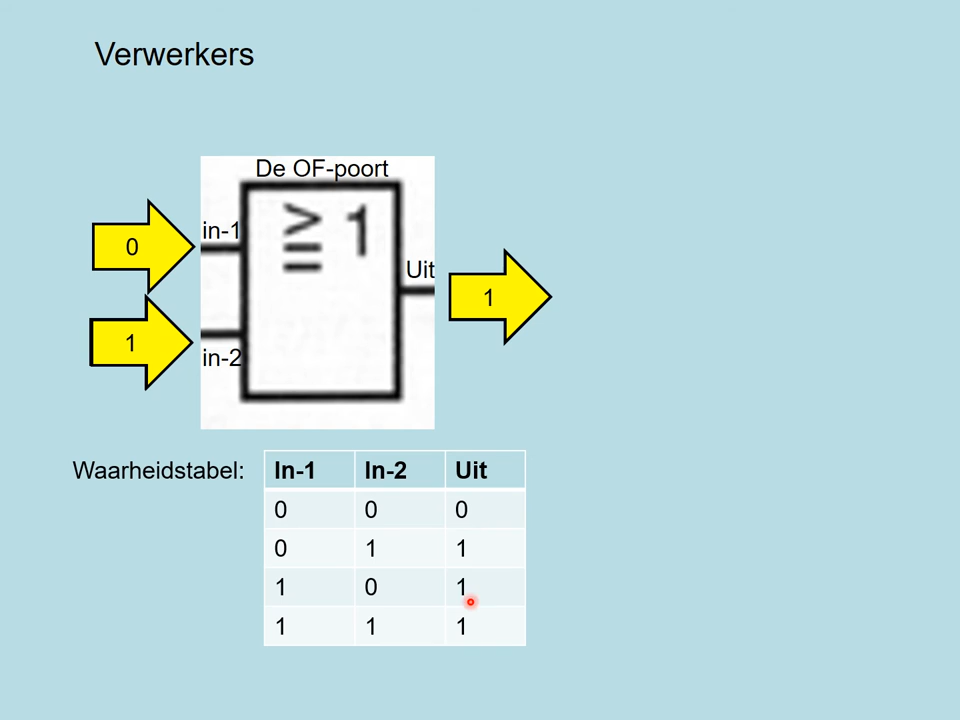 Verwerkers
De OF-poort
≧ 1
in-1
0
Uit
1
1
in-2
Waarheidstabel:
In-1 In-2 Uit
0 0 0
0 1 1
1 0 1
1 1 1